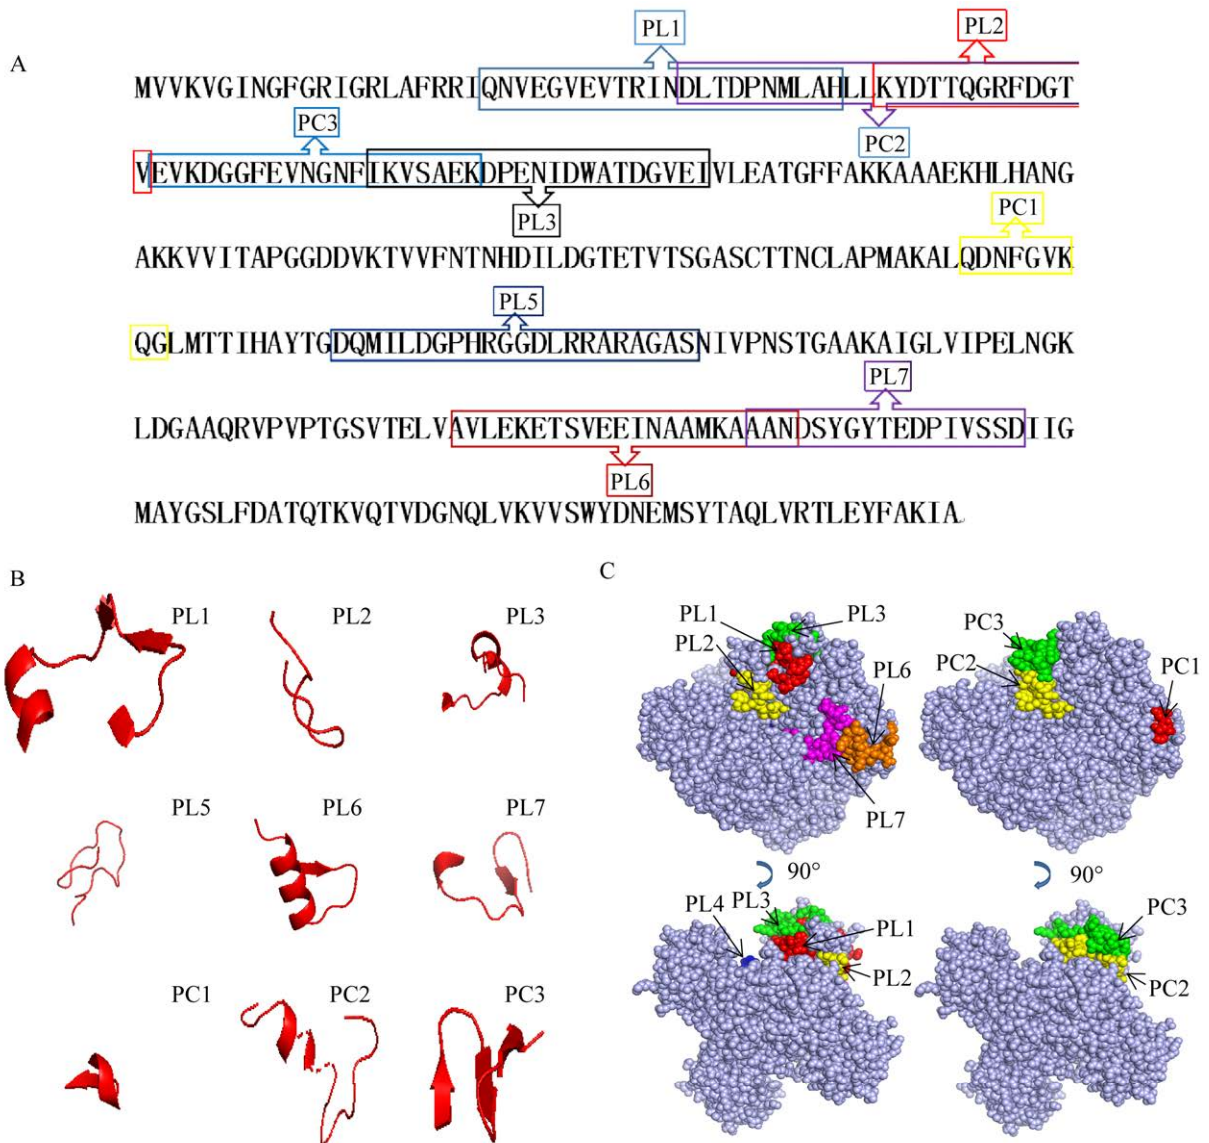 A
PL1
PL2
MVVKVGINGFGRIGRLAFRRIQNVEGVEVTRINDLTDPNMLAHLLKYDTTQGRFDGT
PC3
PC2
VEVKDGGFEVNGNFIKVSAEKDPENIDWATDGVEIVLEATGFFAKKAAAEKHLHANG
PL3
PC1
AKKVVITAPGGDDVKTVVFNTNHDILDGTETVTSGASCTTNCLAPMAKALQDNFGVK
PL5
QGLMTTIHAYTGDQMILDGPHRGGDLRRARAGASNIVPNSTGAAKAIGLVIPELNGK
PL7
LDGAAQRVPVPTGSVTELVAVLEKETSVEEINAAMKAAANDSYGYTEDPIVSSDIIG
PL6
MAYGSLFDATQTKVQTVDGNQLVKVVSWYDNEMSYTAQLVRTLEYFAKIA.
B
PL1
PL2
PL3
PL5
PL6
PL7
PC1
PC2
PC3
C
PL1
PL3
PL2
PL6
PL7
PC3
PC2
PC1
90°
90°
PL4
PL3
PL1
PL2
PC3
PC2